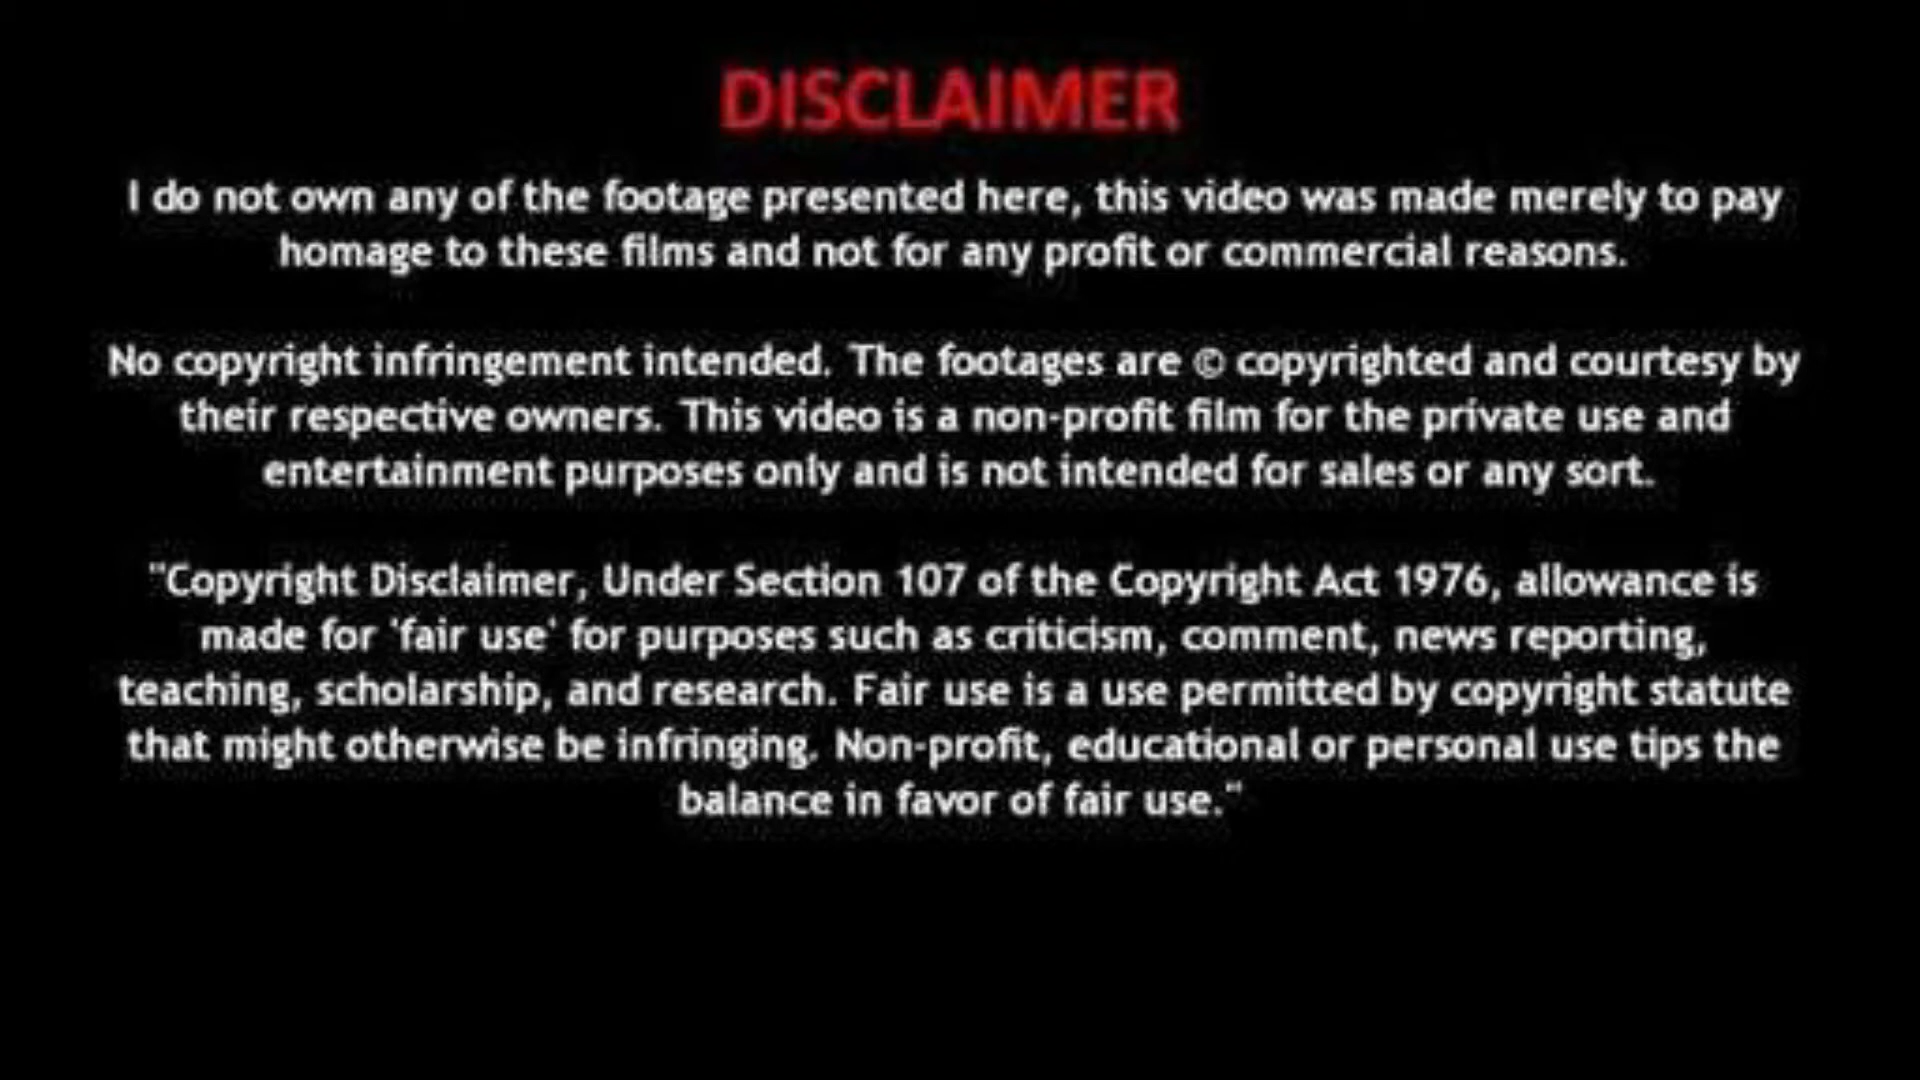 DISCLAIMER
I do not own any of the footage presented here, this video was made merely to pay
homage to these films and not for any profit or commercial reasons.
No copyright infringement intended. The footages are © copyrighted and courtesy by
their respective owners. This video is a non-profit film for the private use and
entertainment purposes only and is not intended for sales or any sort.
"Copyright Disclaimer, Under Section 107 of the Copyright Act 1976, allowance is
made for 'fair use' for purposes such as criticism, comment, news reporting,
teaching, scholarship, and research. Fair use is a use permitted by copyright statute
that might otherwise be infringing. Non-profit, educational or personal use tips the
balance in favor of fair use."